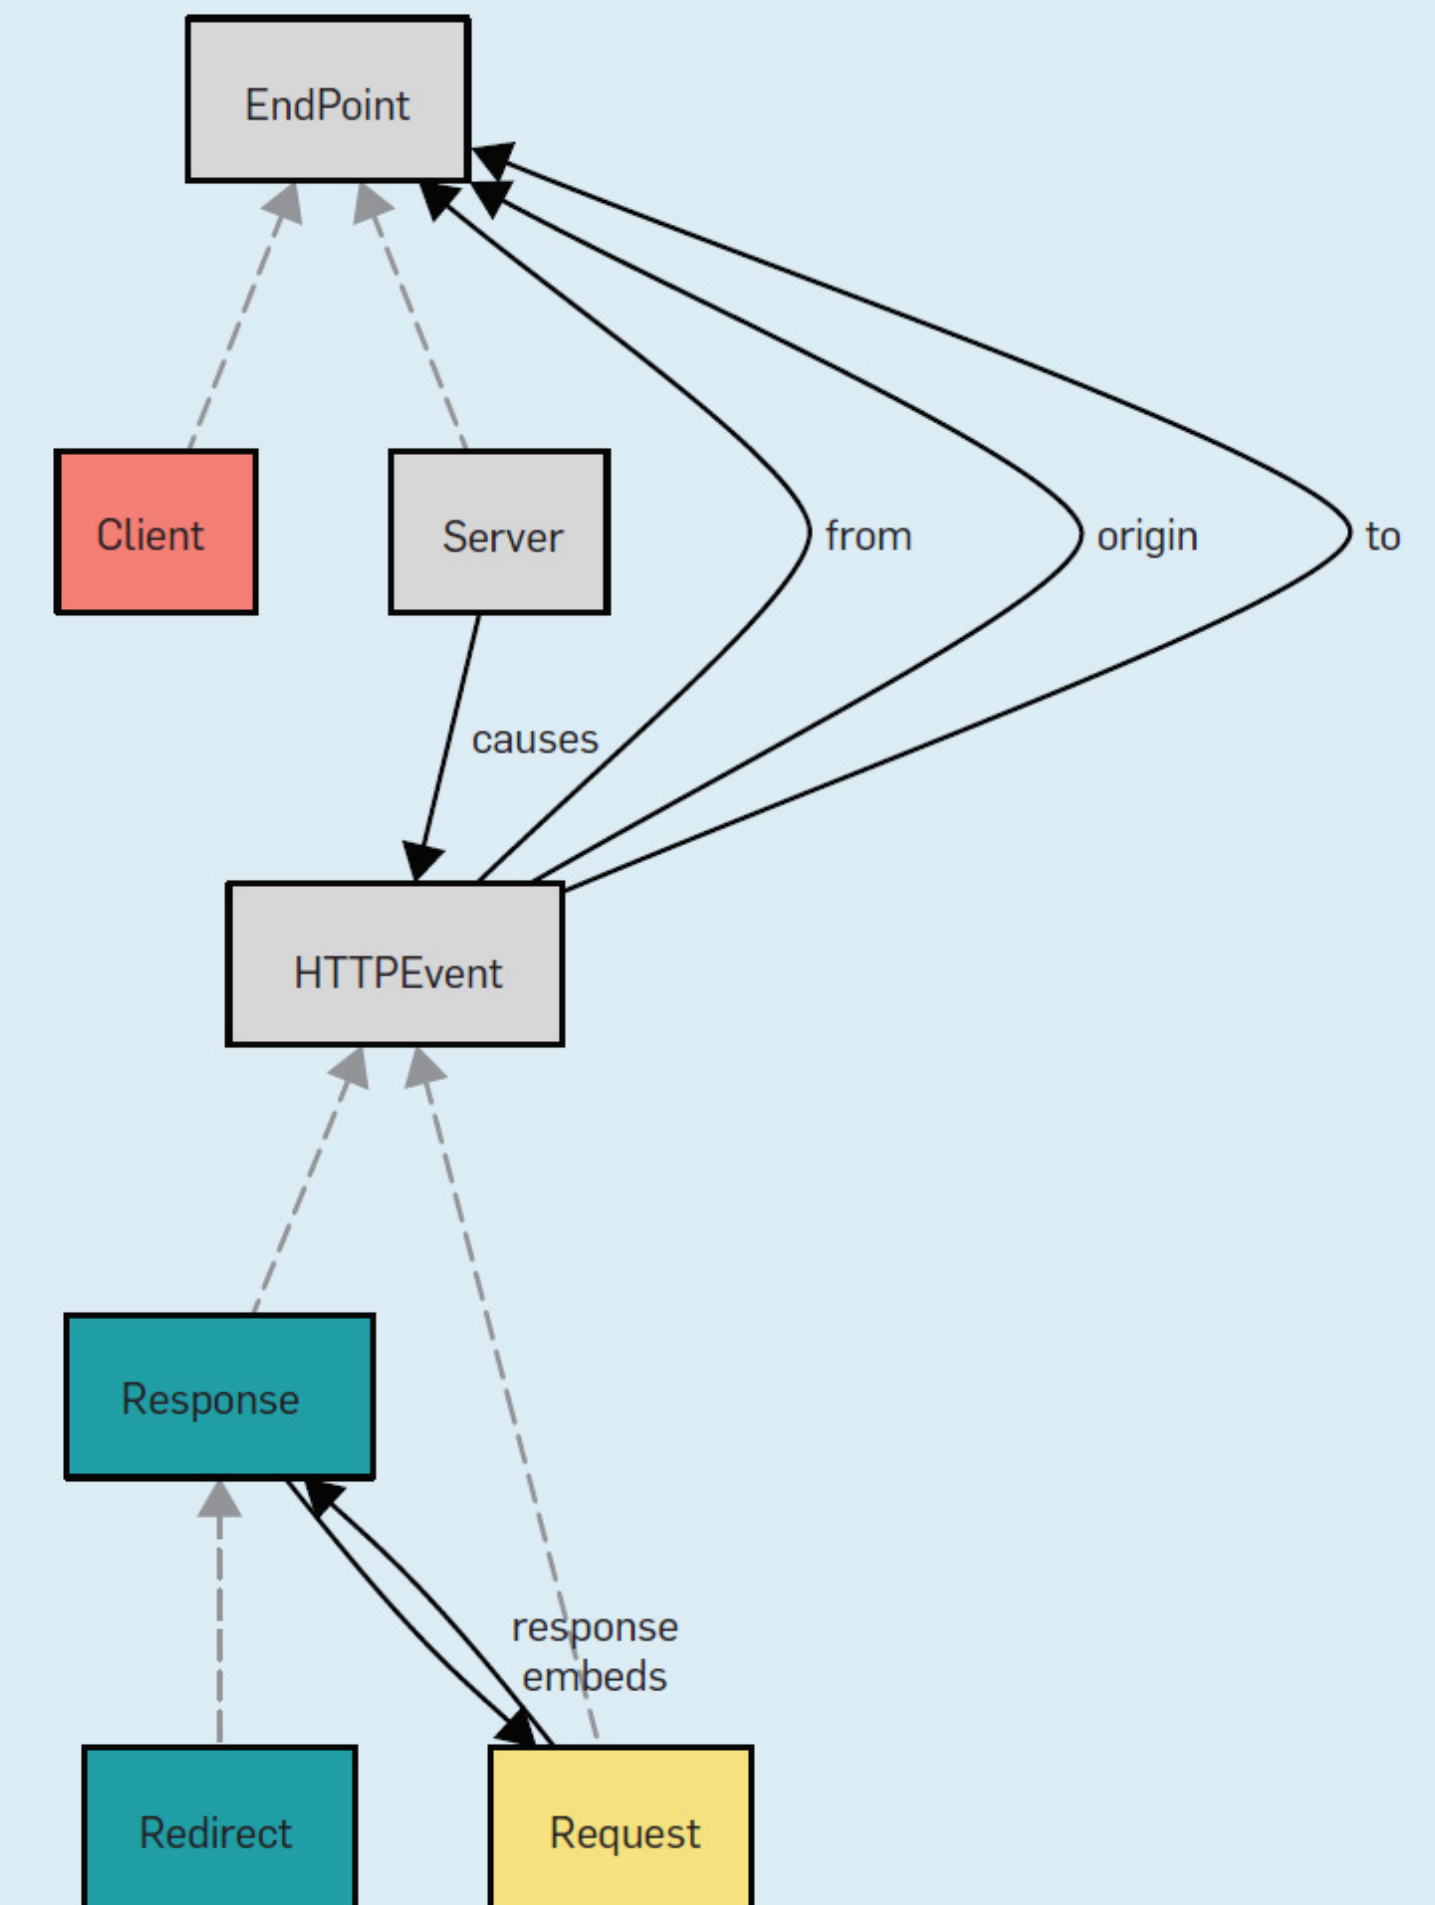 EndPoint
Client
Server
from
origin
to
causes
HTTPEvent
Response
response
embeds
Redirect
Request